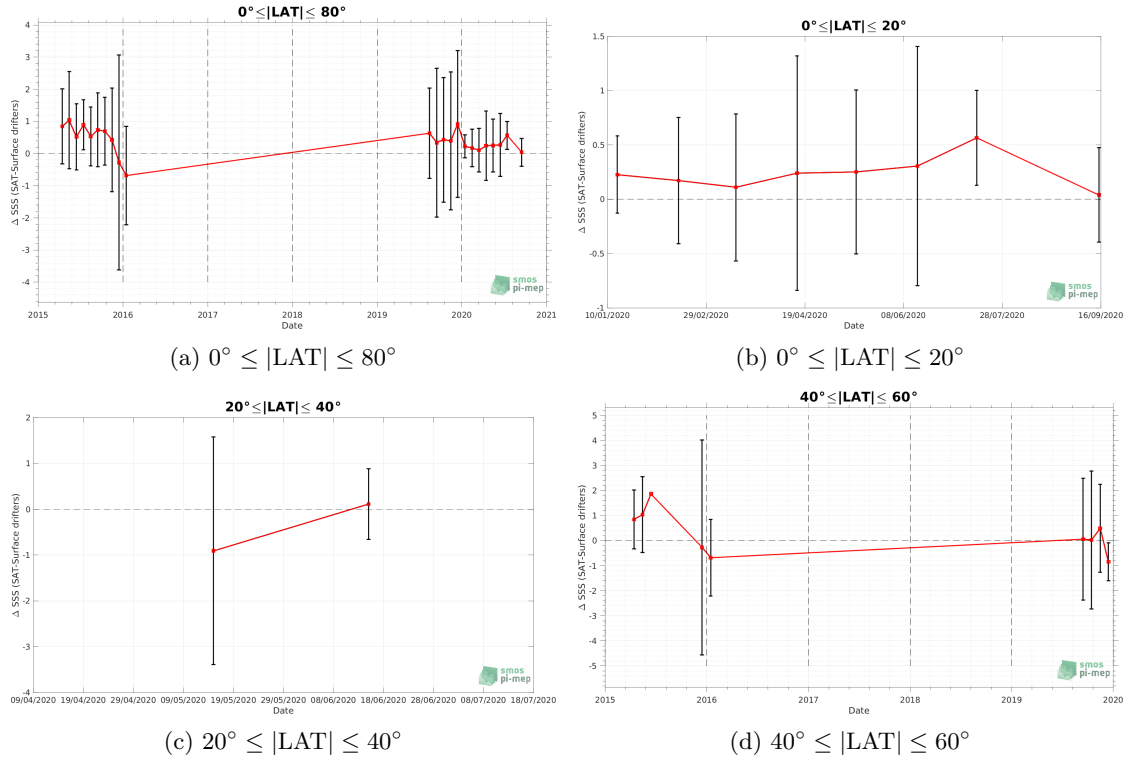 0°≤|LAT|≤ 80°
4
3
2
1
0
-1
-2
-3
-4
Δ SSS (SAT-Surface drifters)
2015 2016 2017 2018 2019 2020 2021
Date
smos
pi-mep
(a) 0° ≤ |LAT| ≤ 80°
0°≤|LAT|≤ 20°
1.5
1
0.5
0
-0.5
-1
Δ SSS (SAT-Surface drifters)
10/01/2020 29/02/2020 19/04/2020 08/06/2020 28/07/2020 16/09/2020
Date
smos
pi-mep
(b) 0° ≤ |LAT| ≤ 20°
20°≤|LAT|≤ 40°
2
1
0
-1
-2
-3
-4
Δ SSS (SAT-Surface drifters)
09/04/2020 19/04/2020 29/04/2020 09/05/2020 19/05/2020 29/05/2020 08/06/2020 18/06/2020 28/06/2020 08/07/2020 18/07/2020
Date
smos
pi-mep
(c) 20° ≤ |LAT| ≤ 40°
40°≤|LAT|≤ 60°
5
4
3
2
1
0
-1
-2
-3
-4
-5
Δ SSS (SAT-Surface drifters)
2015 2016 2017 2018 2019 2020
Date
smos
pi-mep
(d) 40° ≤ |LAT| ≤ 60°